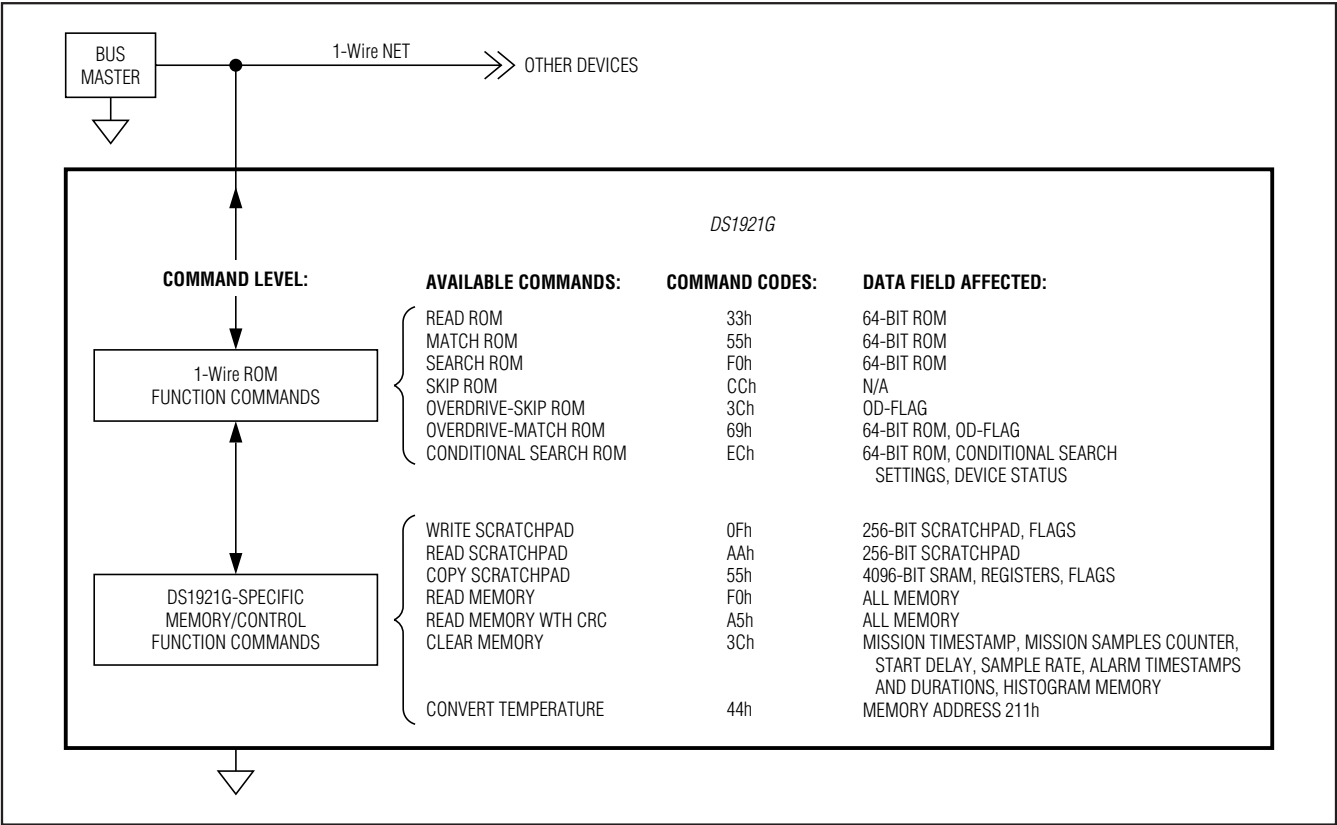 BUS
MASTER
1-Wire NET
OTHER DEVICES
DS1921G
COMMAND LEVEL: AVAILABLE COMMANDS: COMMAND CODES: DATA FIELD AFFECTED:
1-Wire ROM
FUNCTION COMMANDS
READ ROM 33h 64-BIT ROM
MATCH ROM 55h 64-BIT ROM
SEARCH ROM F0h 64-BIT ROM
SKIP ROM CCh N/A
OVERDRIVE-SKIP ROM 3Ch OD-FLAG
OVERDRIVE-MATCH ROM 69h 64-BIT ROM, OD-FLAG
CONDITIONAL SEARCH ROM ECh 64-BIT ROM, CONDITIONAL SEARCH
SETTINGS, DEVICE STATUS
DS1921G-SPECIFIC
MEMORY/CONTROL
FUNCTION COMMANDS
WRITE SCRATCHPAD 0Fh 256-BIT SCRATCHPAD, FLAGS
READ SCRATCHPAD AAh 256-BIT SCRATCHPAD
COPY SCRATCHPAD 55h 4096-BIT SRAM, REGISTERS, FLAGS
READ MEMORY F0h ALL MEMORY
READ MEMORY WTH CRC A5h ALL MEMORY
CLEAR MEMORY 3Ch MISSION TIMESTAMP, MISSION SAMPLES COUNTER,
START DELAY, SAMPLE RATE, ALARM TIMESTAMPS
AND DURATIONS, HISTOGRAM MEMORY
CONVERT TEMPERATURE 44h MEMORY ADDRESS 211h